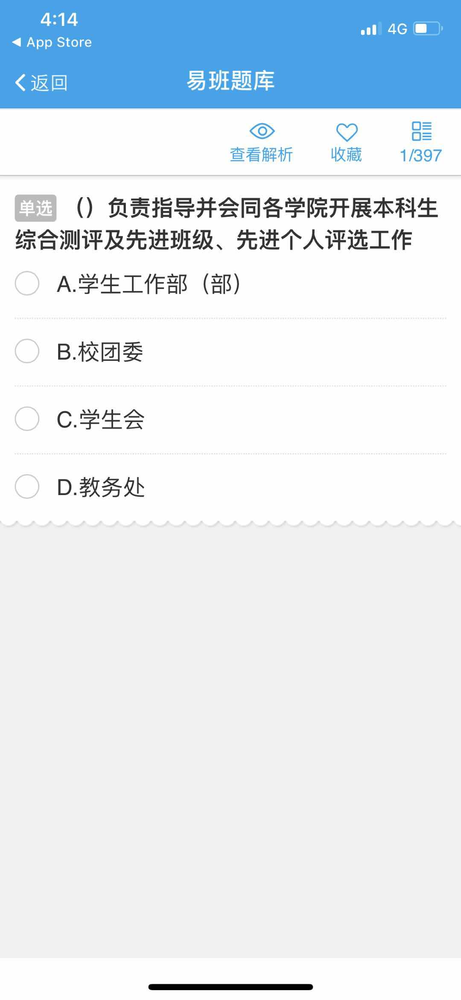 4:14
4G
◀ App Store
返回
易班题库
查看解析
收藏
1/397
单选 （）负责指导并会同各学院开展本科生
综合测评及先进班级、先进个人评选工作
A.学生工作部（部）
B.校团委
C.学生会
D.教务处